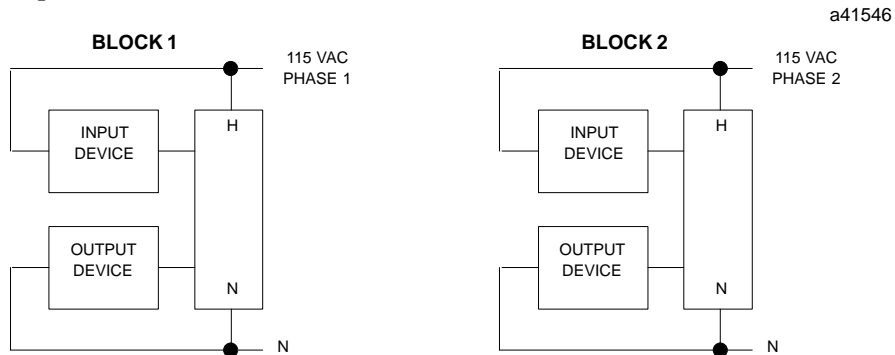 a41546
BLOCK 1
115 VAC
PHASE 1
H
INPUT
DEVICE
OUTPUT
DEVICE
N
N
BLOCK 2
115 VAC
PHASE 2
H
INPUT
DEVICE
OUTPUT
DEVICE
N
N